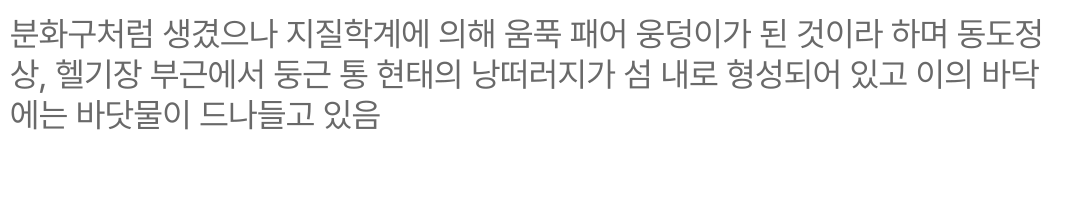 분화구처럼 생겼으나 지질학계에 의해 움푹 패어 웅덩이가 된 것이라 하며 동도정
상, 헬기장 부근에서 둥근 통 현태의 낭떠러지가 섬 내로 형성되어 있고 이의 바닥
에는 바닷물이 드나들고 있음